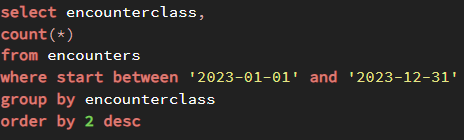 select encounterclass,
count(*)
from encounters
where start between '2023-01-01' and '2023-12-31'
group by encounterclass
order by 2 desc